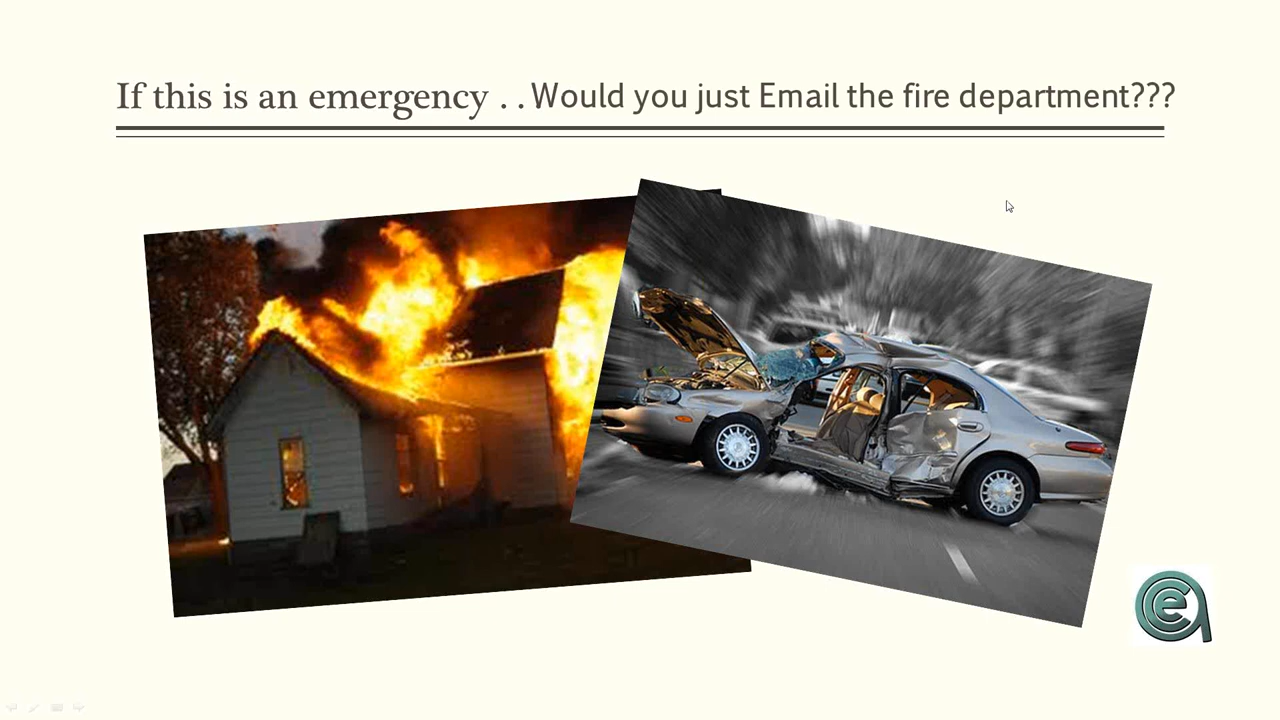 If this is an emergency . . Would you just Email the fire department???